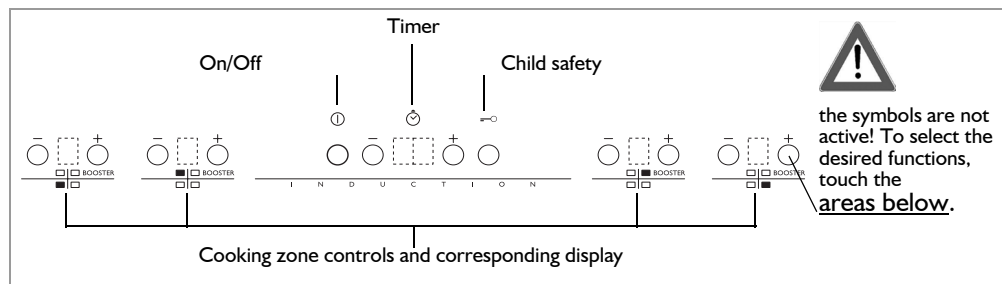 Timer
On/Off
Child safety
the symbols are not
active! To select the
desired functions,
touch the
areas below.
− + − + − + − + − +
BOOSTER BOOSTER BOOSTER BOOSTER
INDUCTION
Cooking zone controls and corresponding display